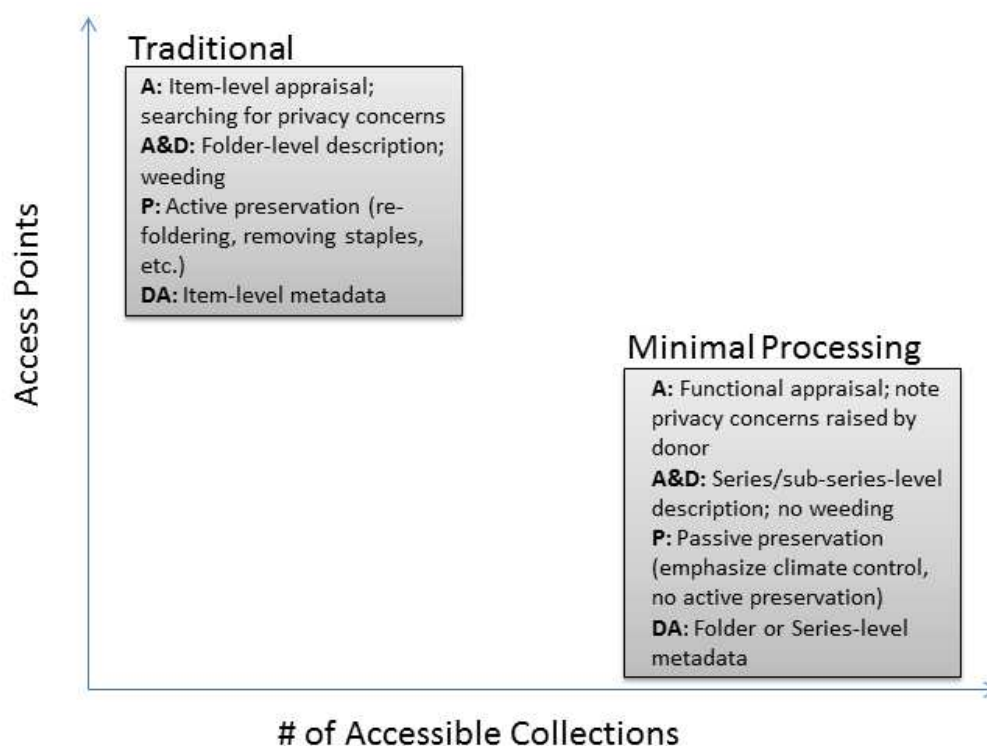 Traditional
A: Item-level appraisal;
searching for privacy concerns
A&D: Folder-level description;
weeding
P: Active preservation (re-
foldering, removing staples,
etc.)
DA: Item-level metadata
Access Points
Minimal Processing
A: Functional appraisal; note
privacy concerns raised by
donor
A&D: Series/sub-series-level
description; no weeding
P: Passive preservation
(emphasize climate control,
no active preservation)
DA: Folder or Series-level
metadata
# of Accessible Collections